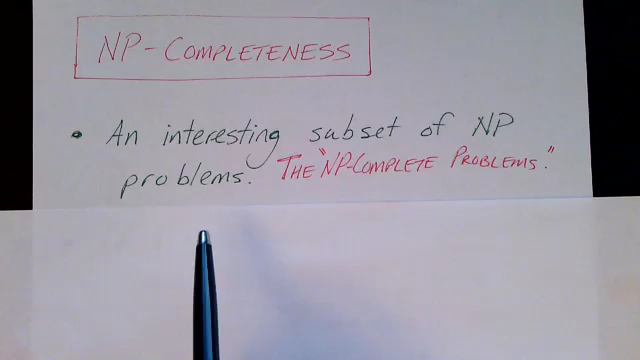 NP-COMPLETENESS
• An interesting subset of NP
problems. THE "NP-COMPLETE PROBLEMS."